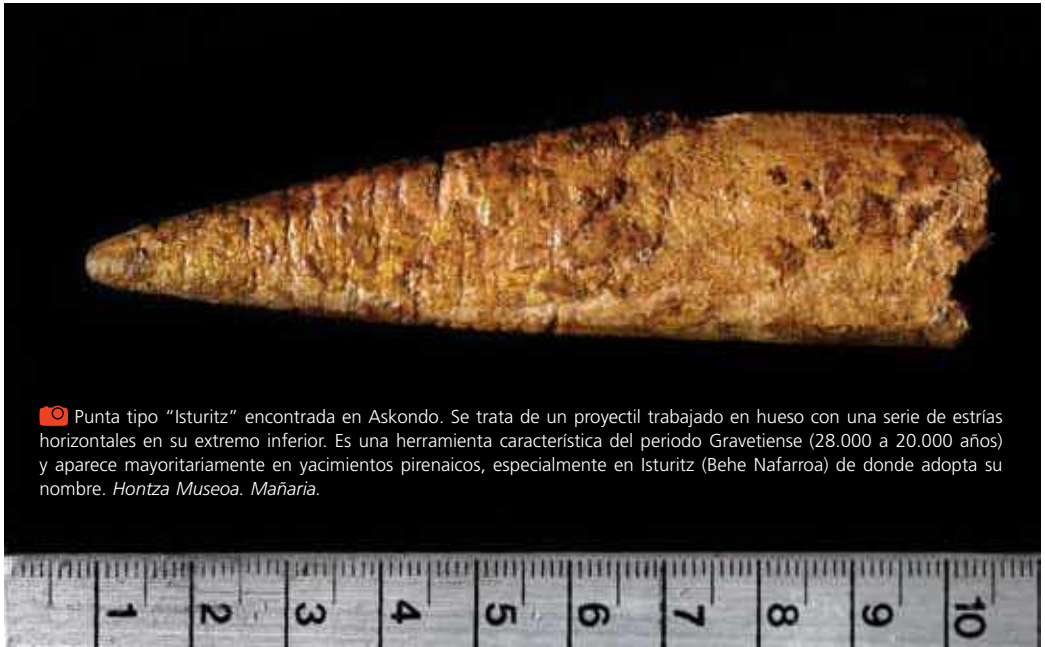 Punta tipo “Isturitz” encontrada en Askondo. Se trata de un proyectil trabajado en hueso con una serie de estrías
horizontales en su extremo inferior. Es una herramienta característica del periodo Gravetiense (28.000 a 20.000 años)
y aparece mayoritariamente en yacimientos pirenaicos, especialmente en Isturitz (Behe Nafarroa) de donde adopta su
nombre. Hontza Museoa. Mañaria.
1 2 3 4 5 6 7 8 9 10